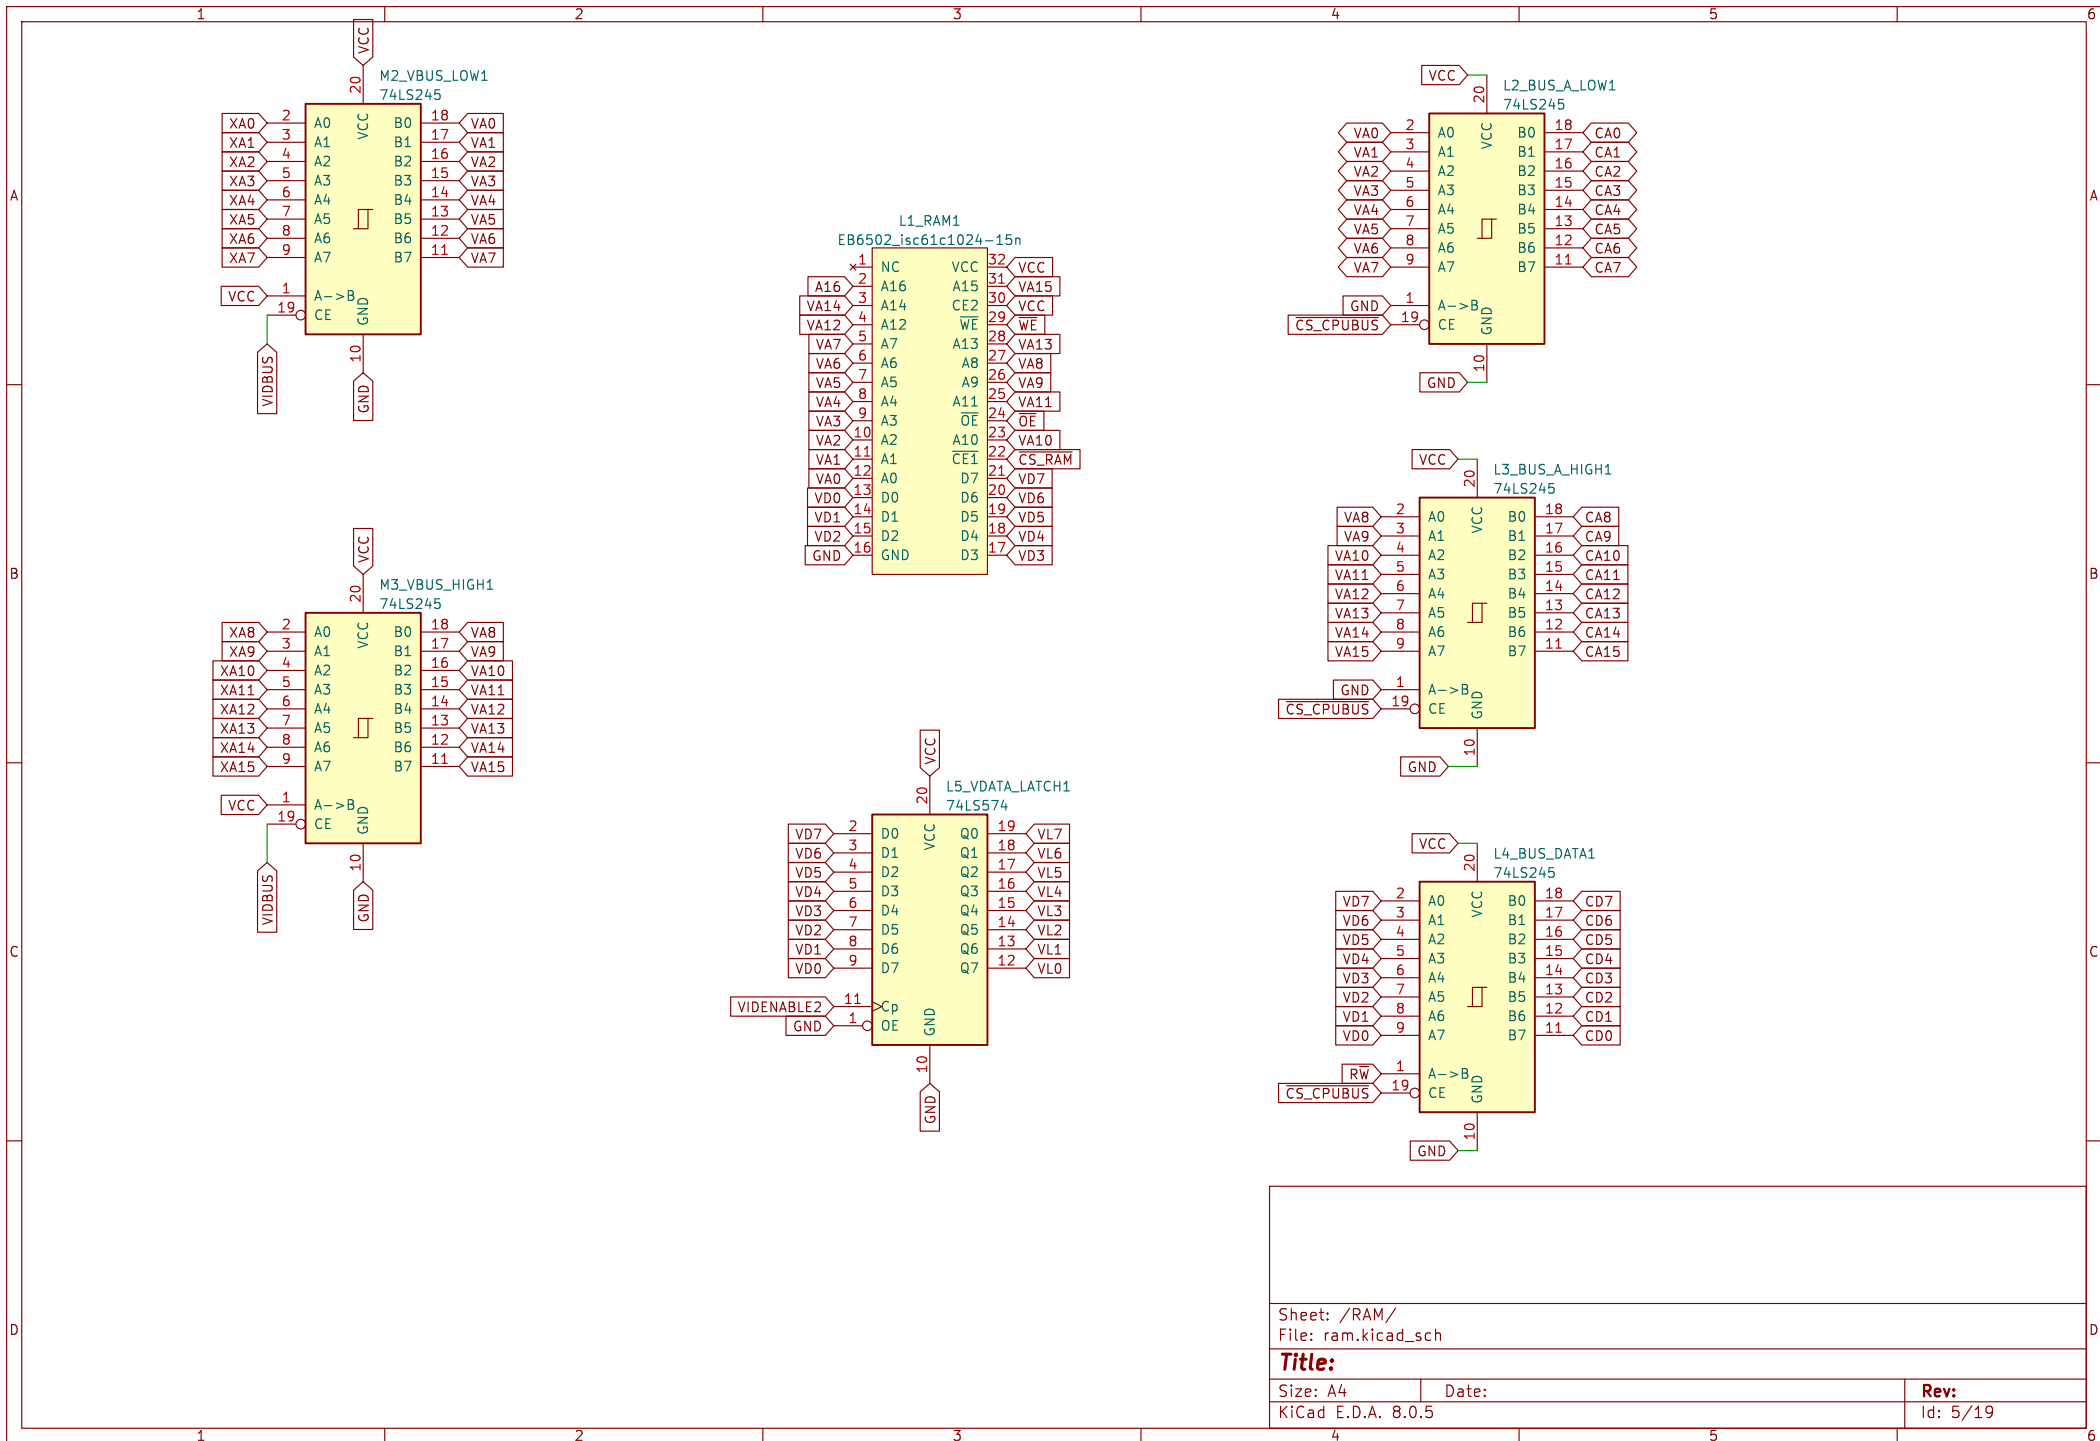 1 2 3 4 5 6
A
B
C
D
A
B
C
D
1 2 3 4 5 6
VCC
20
M2_VBUS_LOW1
74LS245
XA0 2 A0 VCC B0 18 VA0
XA1 3 A1 B1 17 VA1
XA2 4 A2 B2 16 VA2
XA3 5 A3 B3 15 VA3
XA4 6 A4 B4 14 VA4
XA5 7 A5 B5 13 VA5
XA6 8 A6 B6 12 VA6
XA7 9 A7 B7 11 VA7
VCC 1 A->B
19 CE GND
VIDBUS
10
GND
VCC
20
M3_VBUS_HIGH1
74LS245
XA8 2 A0 VCC B0 18 VA8
XA9 3 A1 B1 17 VA9
XA10 4 A2 B2 16 VA10
XA11 5 A3 B3 15 VA11
XA12 6 A4 B4 14 VA12
XA13 7 A5 B5 13 VA13
XA14 8 A6 B6 12 VA14
XA15 9 A7 B7 11 VA15
VCC 1 A->B
19 CE GND
VIDBUS
10
GND
L1_RAM1
EB6502_isc61c1024-15n
1 NC VCC 32 VCC
A16 2 A16 A15 31 VA15
VA14 3 A14 CE2 30 VCC
VA12 4 A12 W̅E̅ 29 W̅E̅
VA7 5 A7 A13 28 VA13
VA6 6 A6 A8 27 VA8
VA5 7 A5 A9 26 VA9
VA4 8 A4 A11 25 VA11
VA3 9 A3 O̅E̅ 24 O̅E̅
VA2 10 A2 A10 23 VA10
VA1 11 A1 C̅E̅1̅ 22 C̅S̅_̅R̅A̅M̅
VA0 12 A0 D7 21 VD7
VD0 13 D0 D6 20 VD6
VD1 14 D1 D5 19 VD5
VD2 15 D2 D4 18 VD4
GND 16 GND D3 17 VD3
VCC
20
L5_VDATA_LATCH1
74LS574
VD7 2 D0 VCC Q0 19 VL7
VD6 3 D1 Q1 18 VL6
VD5 4 D2 Q2 17 VL5
VD4 5 D3 Q3 16 VL4
VD3 6 D4 Q4 15 VL3
VD2 7 D5 Q5 14 VL2
VD1 8 D6 Q6 13 VL1
VD0 9 D7 Q7 12 VL0
VIDENABLE2 11 Cp
GND 1 OE GND
10
GND
VCC
20
L2_BUS_A_LOW1
74LS245
VA0 2 A0 VCC B0 18 CA0
VA1 3 A1 B1 17 CA1
VA2 4 A2 B2 16 CA2
VA3 5 A3 B3 15 CA3
VA4 6 A4 B4 14 CA4
VA5 7 A5 B5 13 CA5
VA6 8 A6 B6 12 CA6
VA7 9 A7 B7 11 CA7
GND 1 A->B
C̅S̅_̅C̅P̅U̅B̅U̅S̅ 19 CE GND
10
GND
VCC
20
L3_BUS_A_HIGH1
74LS245
VA8 2 A0 VCC B0 18 CA8
VA9 3 A1 B1 17 CA9
VA10 4 A2 B2 16 CA10
VA11 5 A3 B3 15 CA11
VA12 6 A4 B4 14 CA12
VA13 7 A5 B5 13 CA13
VA14 8 A6 B6 12 CA14
VA15 9 A7 B7 11 CA15
GND 1 A->B
C̅S̅_̅C̅P̅U̅B̅U̅S̅ 19 CE GND
10
GND
VCC
20
L4_BUS_DATA1
74LS245
VD7 2 A0 VCC B0 18 CD7
VD6 3 A1 B1 17 CD6
VD5 4 A2 B2 16 CD5
VD4 5 A3 B3 15 CD4
VD3 6 A4 B4 14 CD3
VD2 7 A5 B5 13 CD2
VD1 8 A6 B6 12 CD1
VD0 9 A7 B7 11 CD0
RW̅ 1 A->B
C̅S̅_̅C̅P̅U̅B̅U̅S̅ 19 CE GND
10
GND
Sheet: /RAM/
File: ram.kicad_sch
Title:
Size: A4 Date: Rev:
KiCad E.D.A. 8.0.5 Id: 5/19